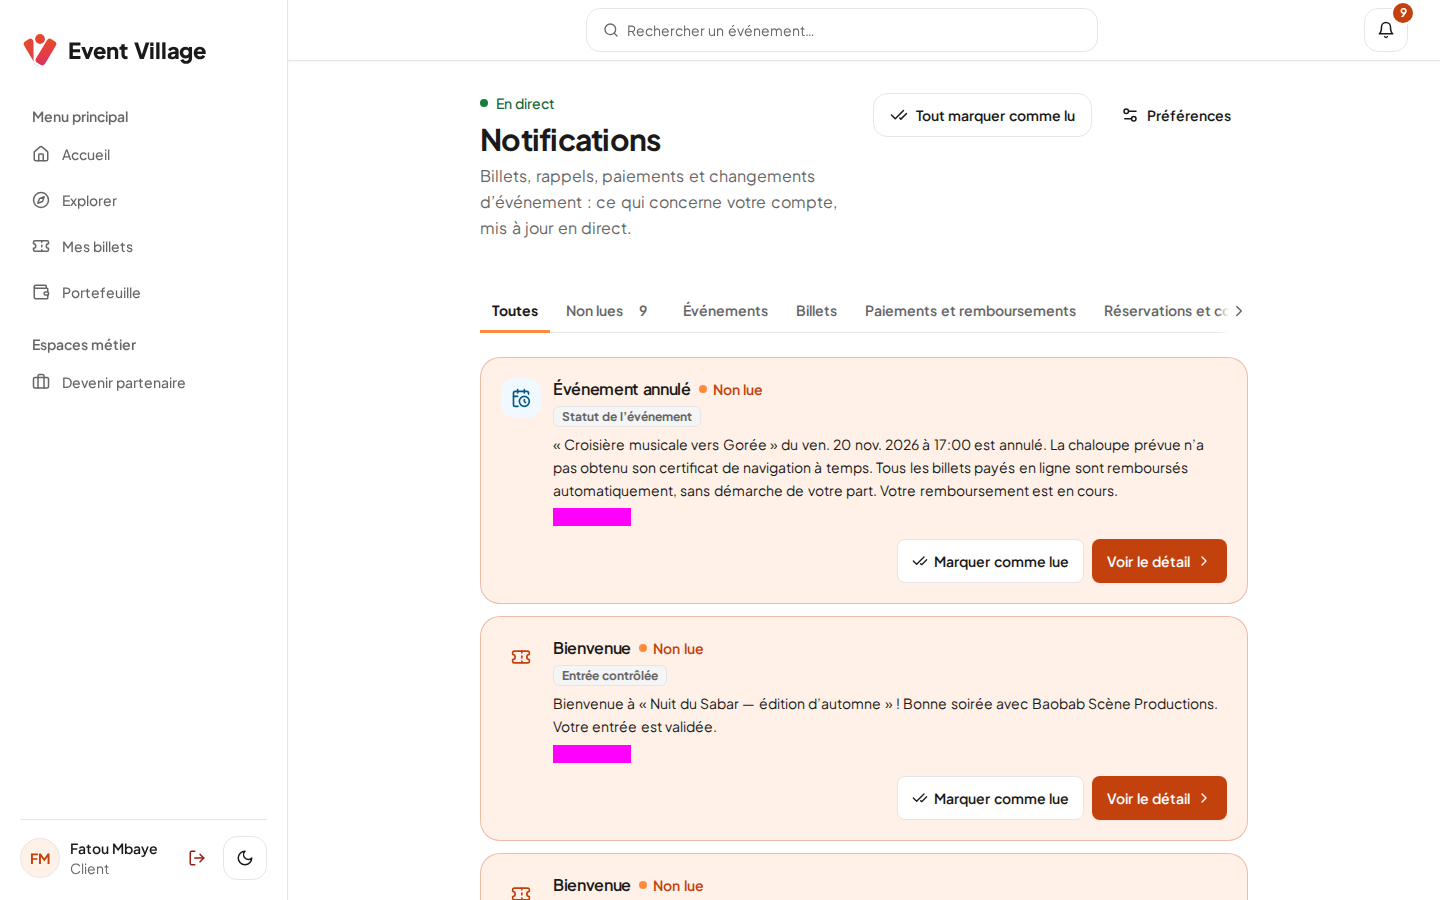 Event Village
Rechercher un événement…
9
Menu principal
Accueil
Explorer
Mes billets
Portefeuille
Espaces métier
Devenir partenaire
FM
Fatou Mbaye
Client
En direct
Notifications
Billets, rappels, paiements et changements
d’événement : ce qui concerne votre compte,
mis à jour en direct.
Tout marquer comme lu
Préférences
Toutes
Non lues 9
Événements
Billets
Paiements et remboursements
Réservations et
Événement annulé
Non lue
Statut de l’événement
« Croisière musicale vers Gorée » du ven. 20 nov. 2026 à 17:00 est annulé. La chaloupe prévue n’a
pas obtenu son certificat de navigation à temps. Tous les billets payés en ligne sont remboursés
automatiquement, sans démarche de votre part. Votre remboursement est en cours.
Marquer comme lue
Voir le détail
Bienvenue
Non lue
Entrée contrôlée
Bienvenue à « Nuit du Sabar — édition d’automne » ! Bonne soirée avec Baobab Scène Productions.
Votre entrée est validée.
Marquer comme lue
Voir le détail
Bienvenue
Non lue